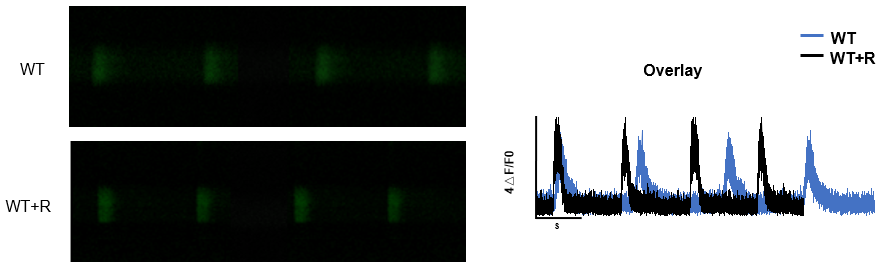 WT
WT+R
Overlay
WT
WT+R
4 △ F/F0
s